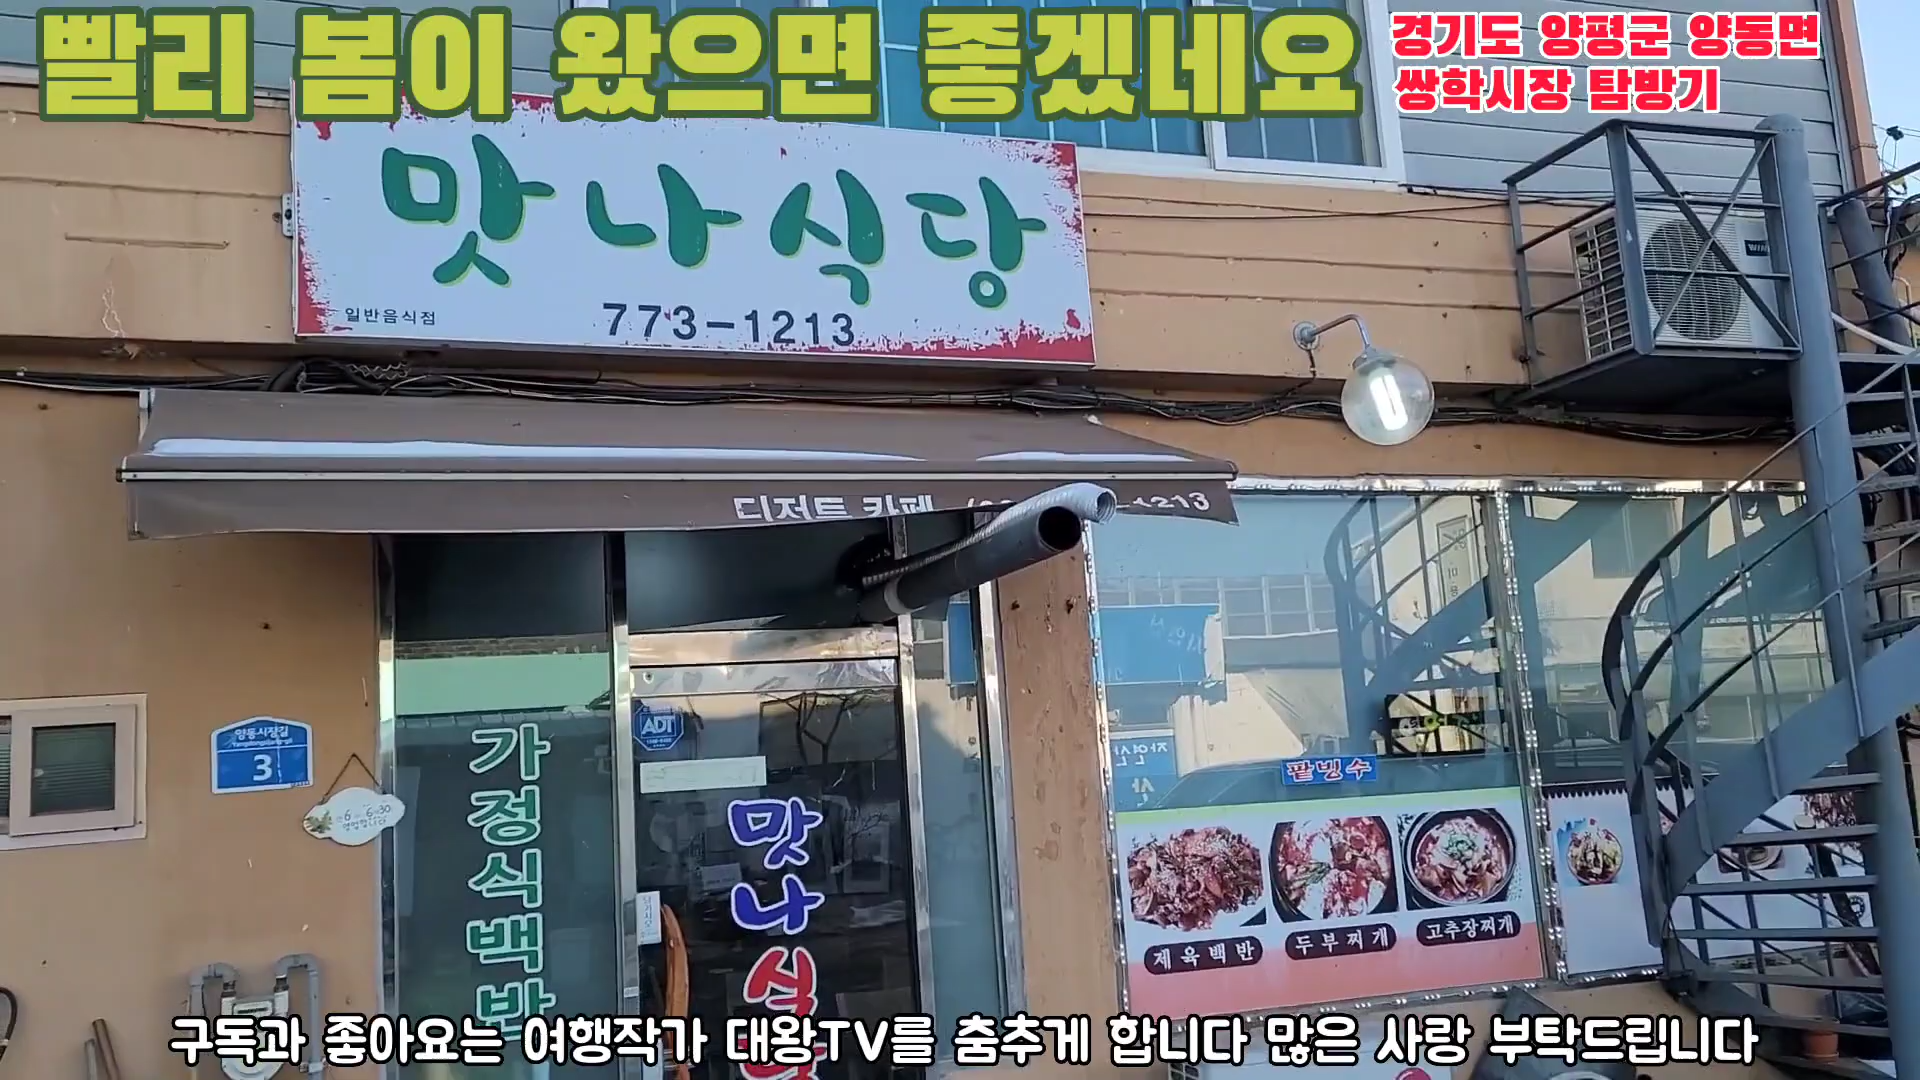 빨리 봄이 왔으면 좋겠네요
경기도 양평군 양동면
쌍학시장 탐방기
맛나식당
일반음식점
773-1213
디저트 카페
1213
양동시장길
3
ADT
가정식백반
맛나식당
팥빙수
제육백반
두부찌개
고추장찌개
구독과 좋아요는 여행작가 대왕TV를 춤추게 합니다 많은 사랑 부탁드립니다